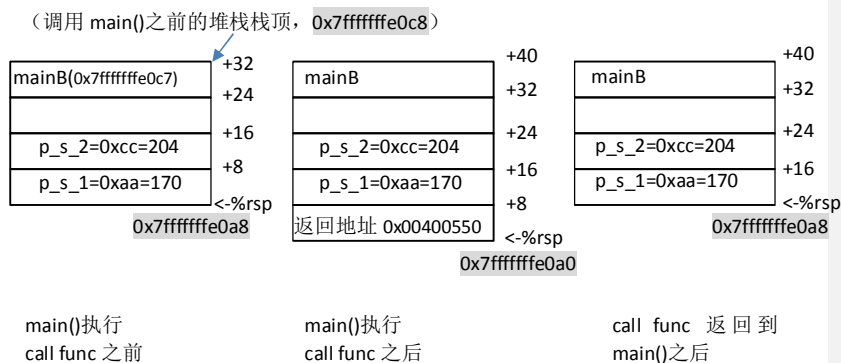 （调用 main()之前的堆栈栈顶，0x7fffffffe0c8）
mainB(0x7fffffffe0c7)
+32
+24
+16
p_s_2=0xcc=204
+8
p_s_1=0xaa=170
<-%rsp
0x7fffffffe0a8
+40
mainB
+32
+24
p_s_2=0xcc=204
+16
p_s_1=0xaa=170
+8
返回地址 0x00400550
<-%rsp
0x7fffffffe0a0
+40
mainB
+32
+24
p_s_2=0xcc=204
+16
p_s_1=0xaa=170
<-%rsp
0x7fffffffe0a8
main()执行
call func 之前
main()执行
call func 之后
call func 返回到
main()之后